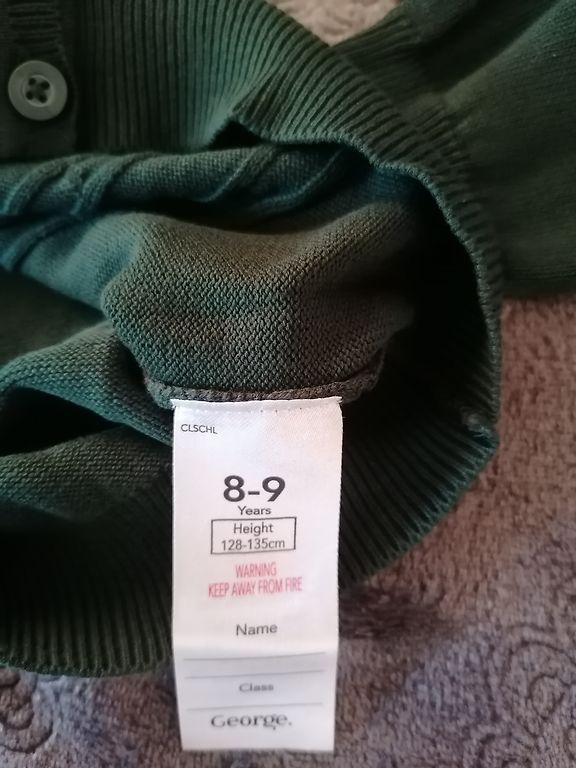 CLSCHL
8-9
Years
Height
128-135cm
WARNING
KEEP AWAY FROM FIRE
Name
Class
George.